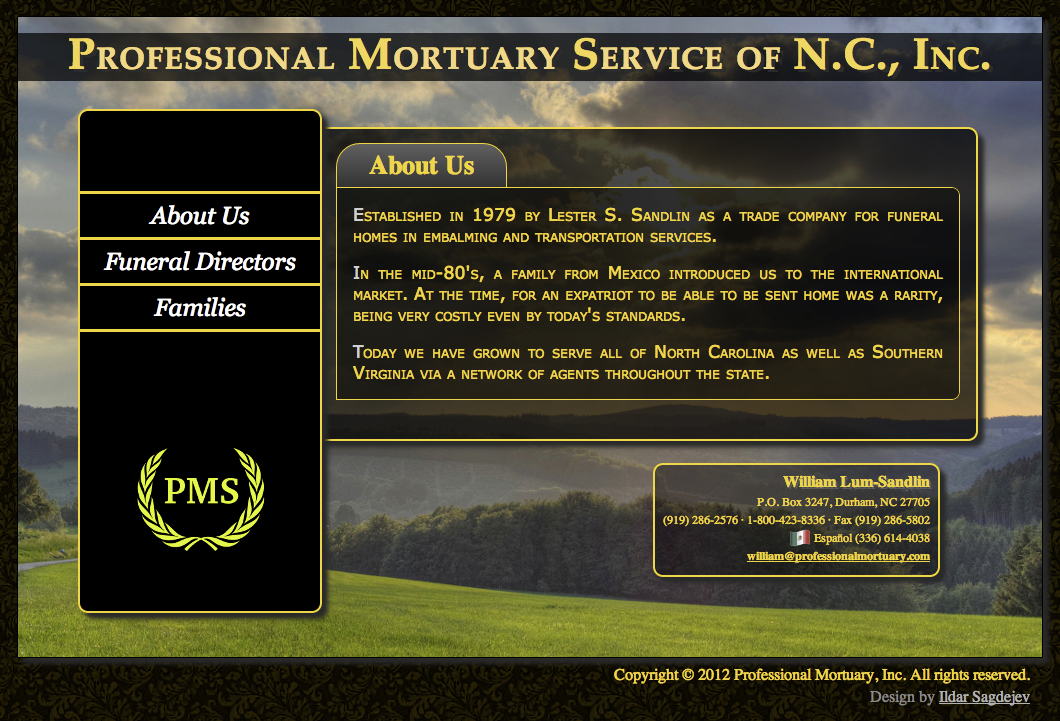 Professional Mortuary Service of N.C., Inc.
About Us
Funeral Directors
Families
PMS
About Us
Established in 1979 by Lester S. Sandlin as a trade company for funeral
homes in embalming and transportation services.
In the mid-80's, a family from Mexico introduced us to the international
market. At the time, for an expatriot to be able to be sent home was a rarity,
being very costly even by today's standards.
Today we have grown to serve all of North Carolina as well as Southern
Virginia via a network of agents throughout the state.
William Lum-Sandlin
P.O. Box 3247, Durham, NC 27705
(919) 286-2576 · 1-800-423-8336 · Fax (919) 286-5802
Español (336) 614-4038
william@professionalmortuary.com
Copyright © 2012 Professional Mortuary, Inc. All rights reserved.
Design by Ildar Sagdejev